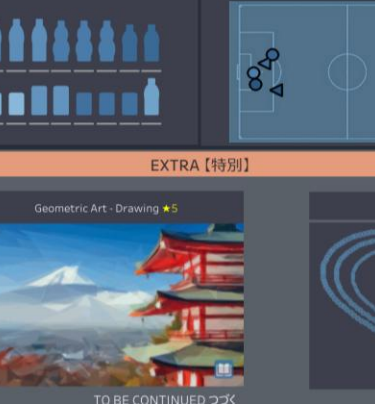 EXTRA【特別】
Geometric Art - Drawing ★5
TO BE CONTINUED つづく